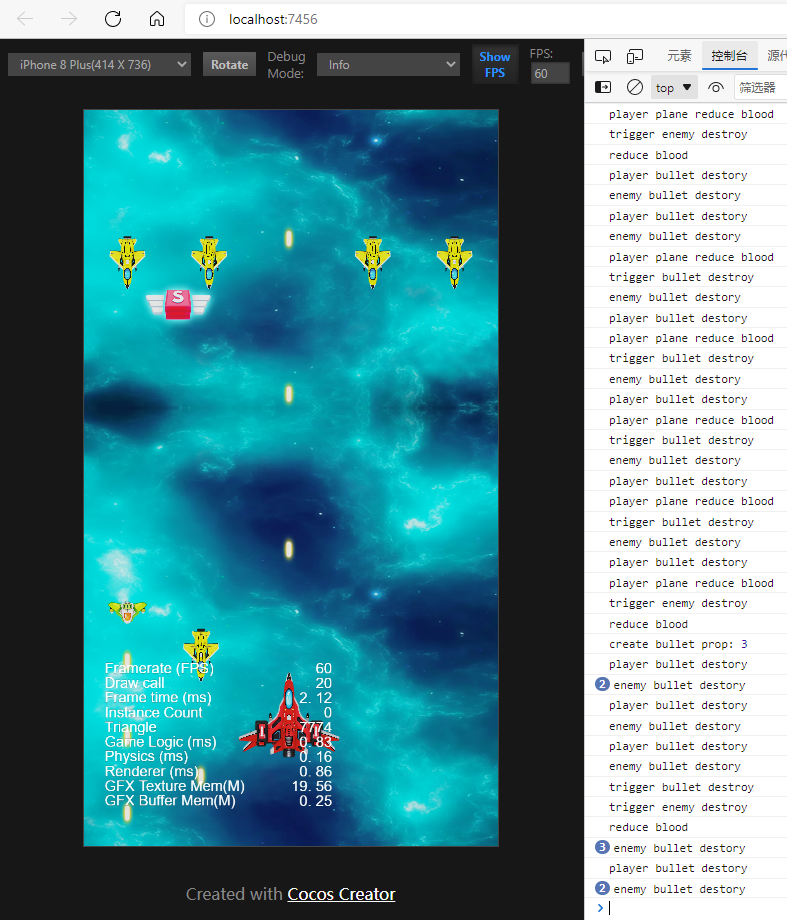 localhost:7456
iPhone 8 Plus(414 X 736)
Rotate
Debug Mode:
Info
Show FPS
FPS:
60
S
Framerate (FPS) 60
Draw call 20
Frame time (ms) 2. 12
Instance Count 0
Triangle 7774
Game Logic (ms) 0. 83
Physics (ms) 0. 16
Renderer (ms) 0. 86
GFX Texture Mem(M) 19. 56
GFX Buffer Mem(M) 0. 25
Created with Cocos Creator
元素 控制台 源代
top 筛选器
player plane reduce blood
trigger enemy destroy
reduce blood
player bullet destory
enemy bullet destory
player bullet destory
enemy bullet destory
player plane reduce blood
trigger bullet destroy
enemy bullet destory
player bullet destory
player plane reduce blood
trigger bullet destroy
enemy bullet destory
player bullet destory
player plane reduce blood
trigger bullet destroy
enemy bullet destory
player bullet destory
player plane reduce blood
trigger bullet destroy
enemy bullet destory
player bullet destory
player plane reduce blood
trigger enemy destroy
reduce blood
create bullet prop: 3
player bullet destory
2 enemy bullet destory
player bullet destory
enemy bullet destory
player bullet destory
enemy bullet destory
trigger bullet destroy
trigger enemy destroy
reduce blood
3 enemy bullet destory
player bullet destory
2 enemy bullet destory